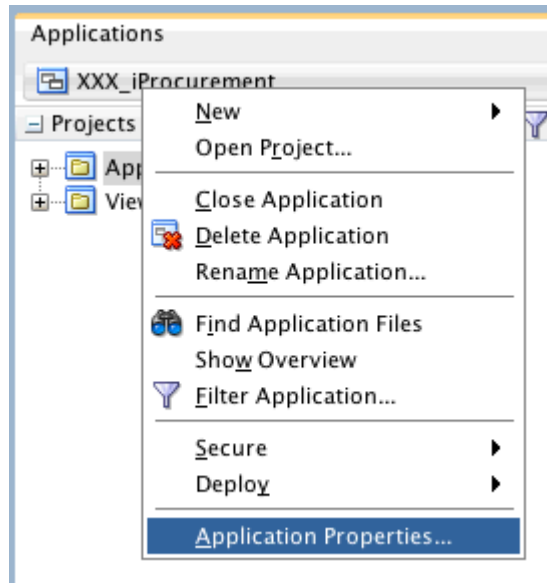 Applications
XXX_iProcurement
Projects
New
Open Project...
App
View
Close Application
Delete Application
Rename Application...
Find Application Files
Show Overview
Filter Application...
Secure
Deploy
Application Properties...